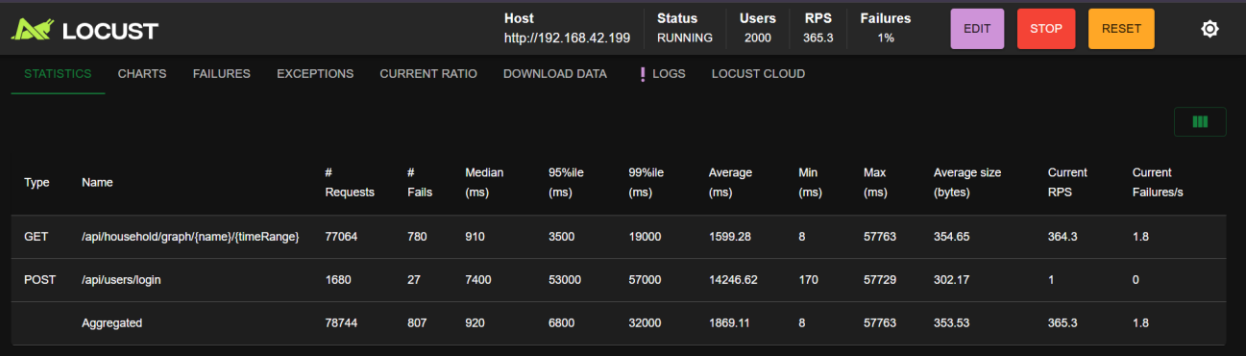 LOCUST
Host Status Users RPS Failures
http://192.168.42.199 RUNNING 2000 365.3 1%
EDIT STOP RESET
STATISTICS CHARTS FAILURES EXCEPTIONS CURRENT RATIO DOWNLOAD DATA ! LOGS LOCUST CLOUD
Type Name # Requests # Fails Median (ms) 95%ile (ms) 99%ile (ms) Average (ms) Min (ms) Max (ms) Average size (bytes) Current RPS Current Failures/s
GET /api/household/graph/{name}/{timeRange} 77064 780 910 3500 19000 1599.28 8 57763 354.65 364.3 1.8
POST /api/users/login 1680 27 7400 53000 57000 14246.62 170 57729 302.17 1 0
Aggregated 78744 807 920 6800 32000 1869.11 8 57763 353.53 365.3 1.8